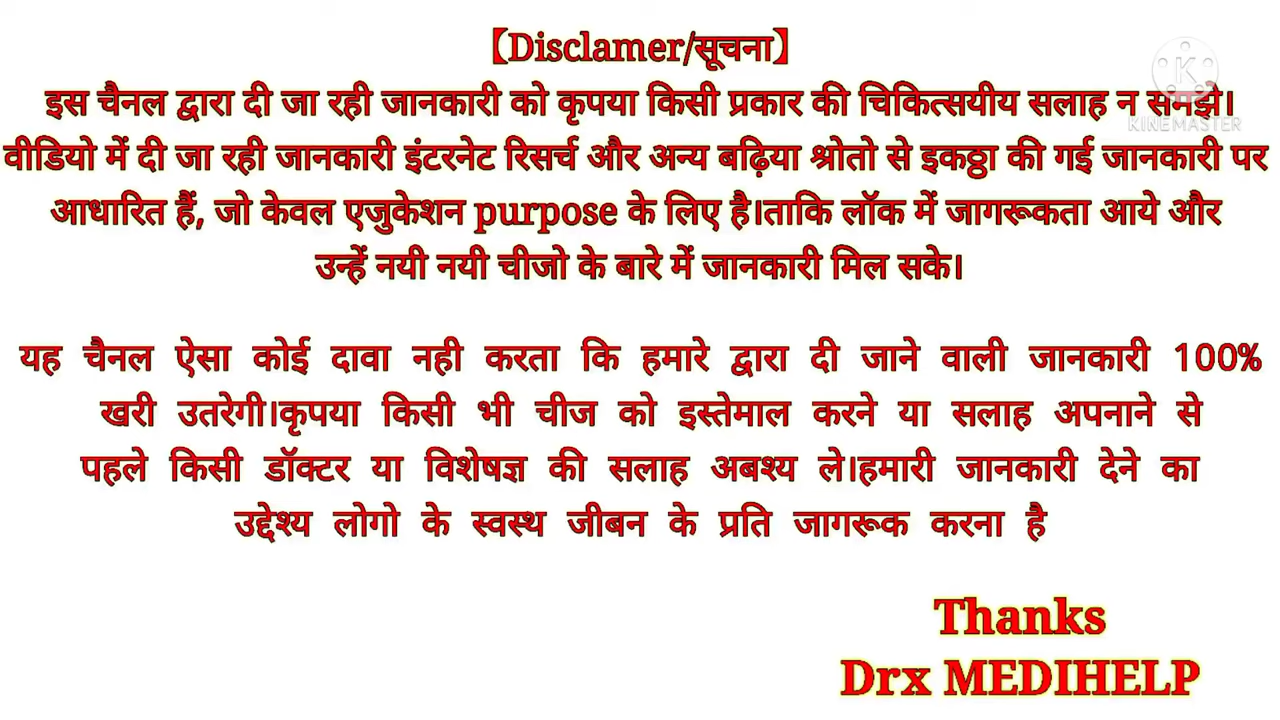 【Disclamer/सूचना】
इस चैनल द्वारा दी जा रही जानकारी को कृपया किसी प्रकार की चिकित्सयीय सलाह न समझे।
KINEMASTER
वीडियो में दी जा रही जानकारी इंटरनेट रिसर्च और अन्य बढ़िया श्रोतो से इकठ्ठा की गई जानकारी पर
आधारित हैं, जो केवल एजुकेशन purpose के लिए है।ताकि लॉक में जागरूकता आये और
उन्हें नयी नयी चीजो के बारे में जानकारी मिल सके।
यह चैनल ऐसा कोई दावा नही करता कि हमारे द्वारा दी जाने वाली जानकारी 100%
खरी उतरेगी।कृपया किसी भी चीज को इस्तेमाल करने या सलाह अपनाने से
पहले किसी डॉक्टर या विशेषज्ञ की सलाह अबश्य ले।हमारी जानकारी देने का
उद्देश्य लोगो के स्वस्थ जीबन के प्रति जागरूक करना है
Thanks
Drx MEDIHELP